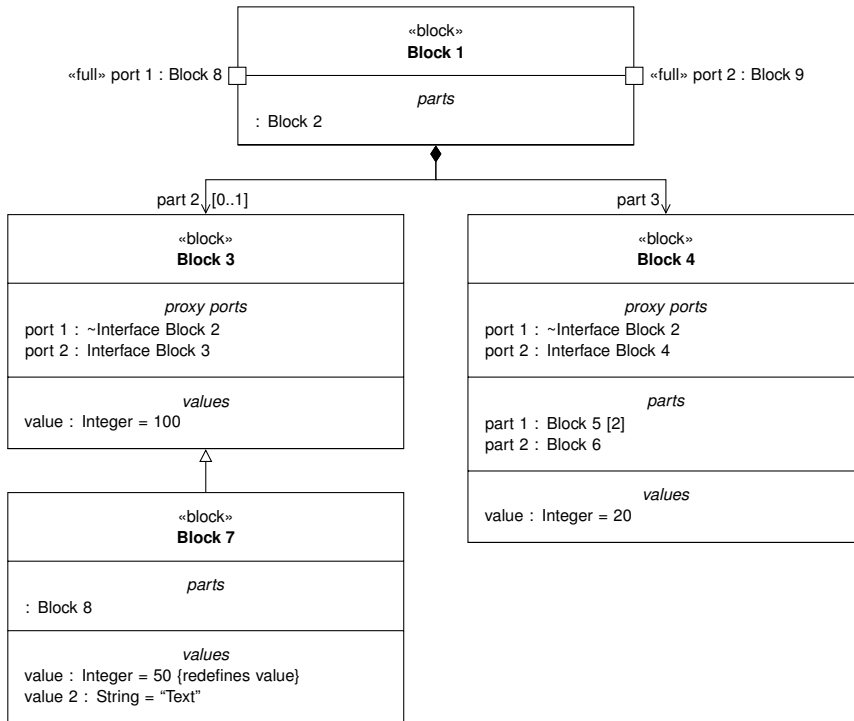 «block»
Block 1
«full» port 1 : Block 8
«full» port 2 : Block 9
parts
: Block 2
part 2 [0..1]
part 3
«block»
Block 3
proxy ports
port 1 : ~Interface Block 2
port 2 : Interface Block 3
values
value : Integer = 100
«block»
Block 4
proxy ports
port 1 : ~Interface Block 2
port 2 : Interface Block 4
parts
part 1 : Block 5 [2]
part 2 : Block 6
values
value : Integer = 20
«block»
Block 7
parts
: Block 8
values
value : Integer = 50 {redefines value}
value 2 : String = “Text”